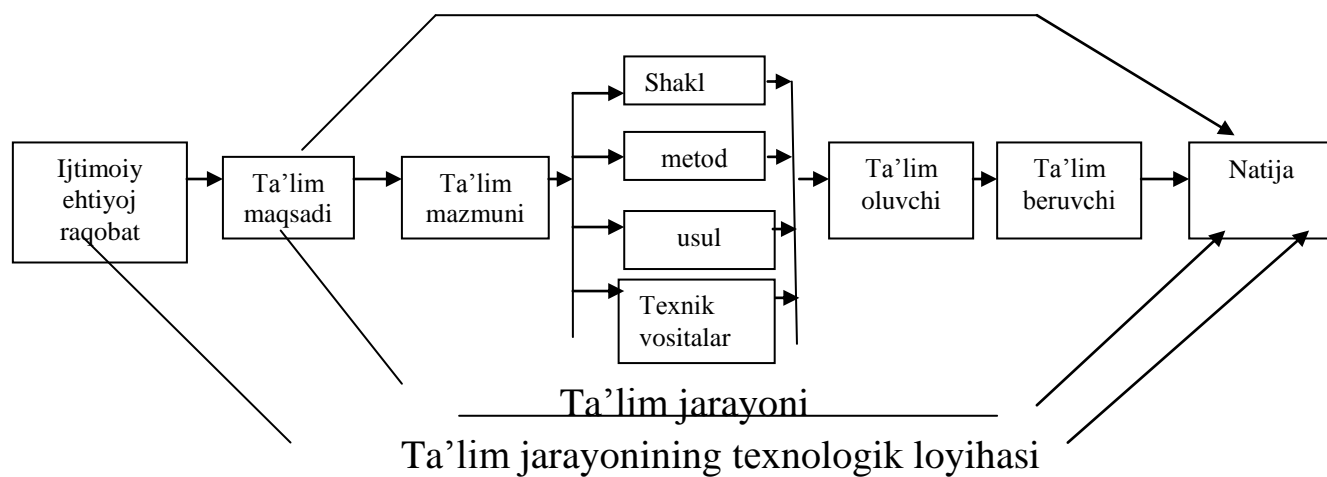 Ijtimoiy
ehtiyoj
raqobat
Ta’lim
maqsadi
Ta’lim
mazmuni
Shakl
metod
usul
Texnik
vositalar
Ta’lim
oluvchi
Ta’lim
beruvchi
Natija
Ta’lim jarayoni
Ta’lim jarayonining texnologik loyihasi